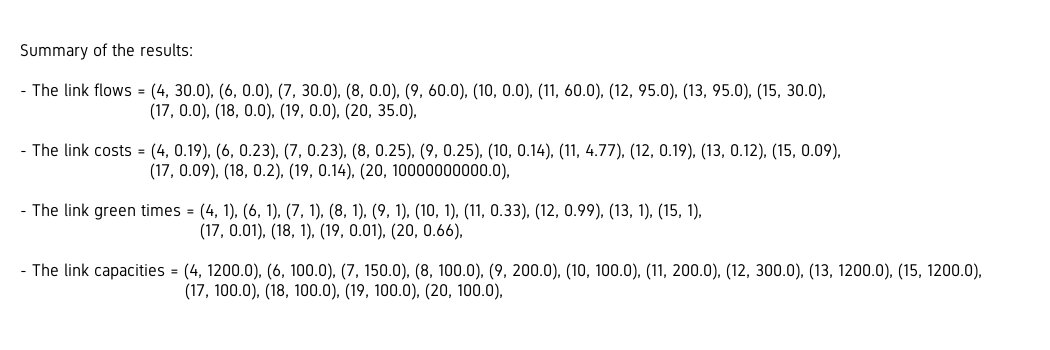 Summary of the results:
- The link flows = (4, 30.0), (6, 0.0), (7, 30.0), (8, 0.0), (9, 60.0), (10, 0.0), (11, 60.0), (12, 95.0), (13, 95.0), (15, 30.0),
(17, 0.0), (18, 0.0), (19, 0.0), (20, 35.0),
- The link costs = (4, 0.19), (6, 0.23), (7, 0.23), (8, 0.25), (9, 0.25), (10, 0.14), (11, 4.77), (12, 0.19), (13, 0.12), (15, 0.09),
(17, 0.09), (18, 0.2), (19, 0.14), (20, 10000000000.0),
- The link green times = (4, 1), (6, 1), (7, 1), (8, 1), (9, 1), (10, 1), (11, 0.33), (12, 0.99), (13, 1), (15, 1),
(17, 0.01), (18, 1), (19, 0.01), (20, 0.66),
- The link capacities = (4, 1200.0), (6, 100.0), (7, 150.0), (8, 100.0), (9, 200.0), (10, 100.0), (11, 200.0), (12, 300.0), (13, 1200.0), (15, 1200.0),
(17, 100.0), (18, 100.0), (19, 100.0), (20, 100.0),